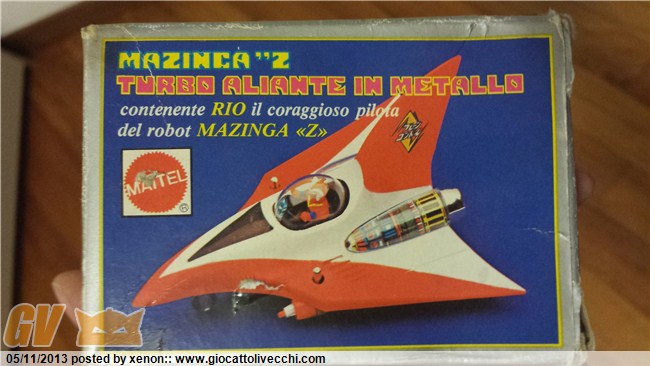 MAZINGA "Z
TURBO ALIANTE IN METALLO
contenente RIO il coraggioso pilota
del robot MAZINGA «Z»
MATTEL
®
GV
05/11/2013 posted by xenon:: www.giocattolivecchi.com